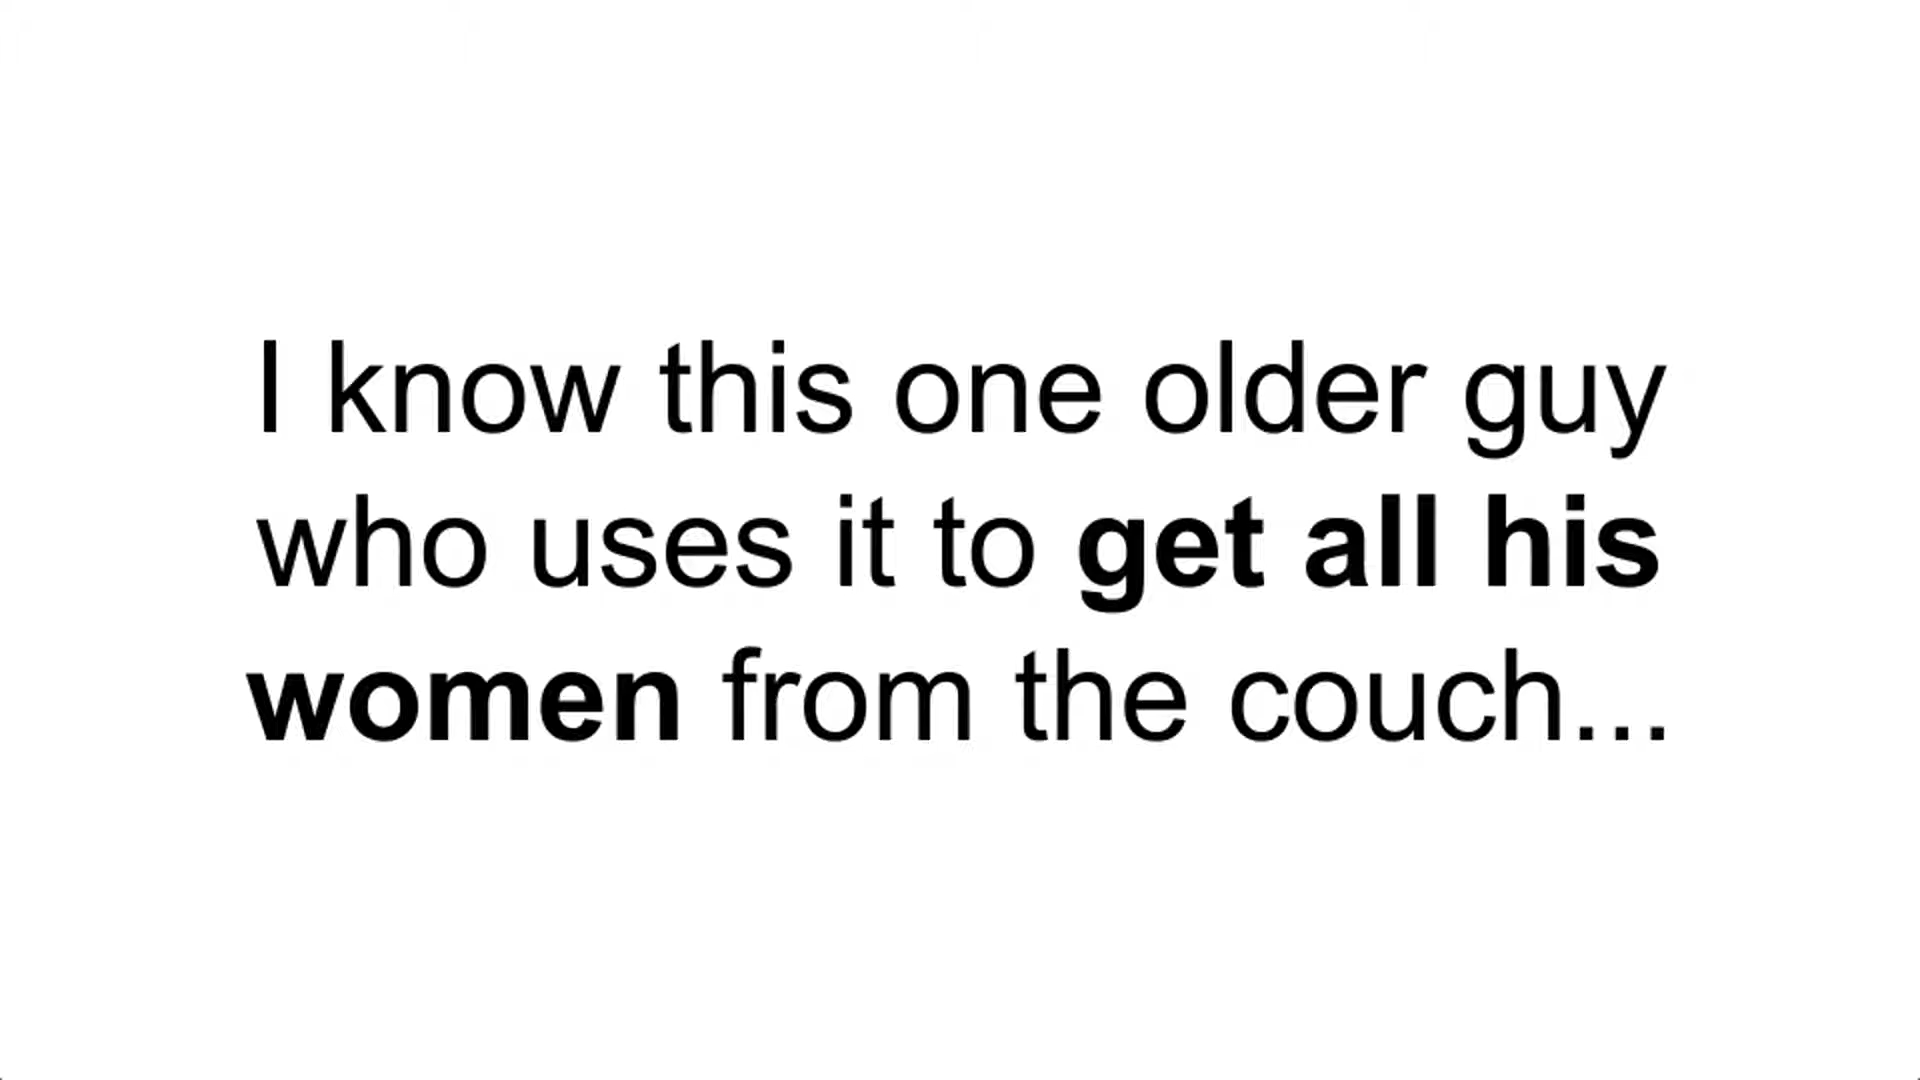 I know this one older guy
who uses it to get all his
women from the couch...